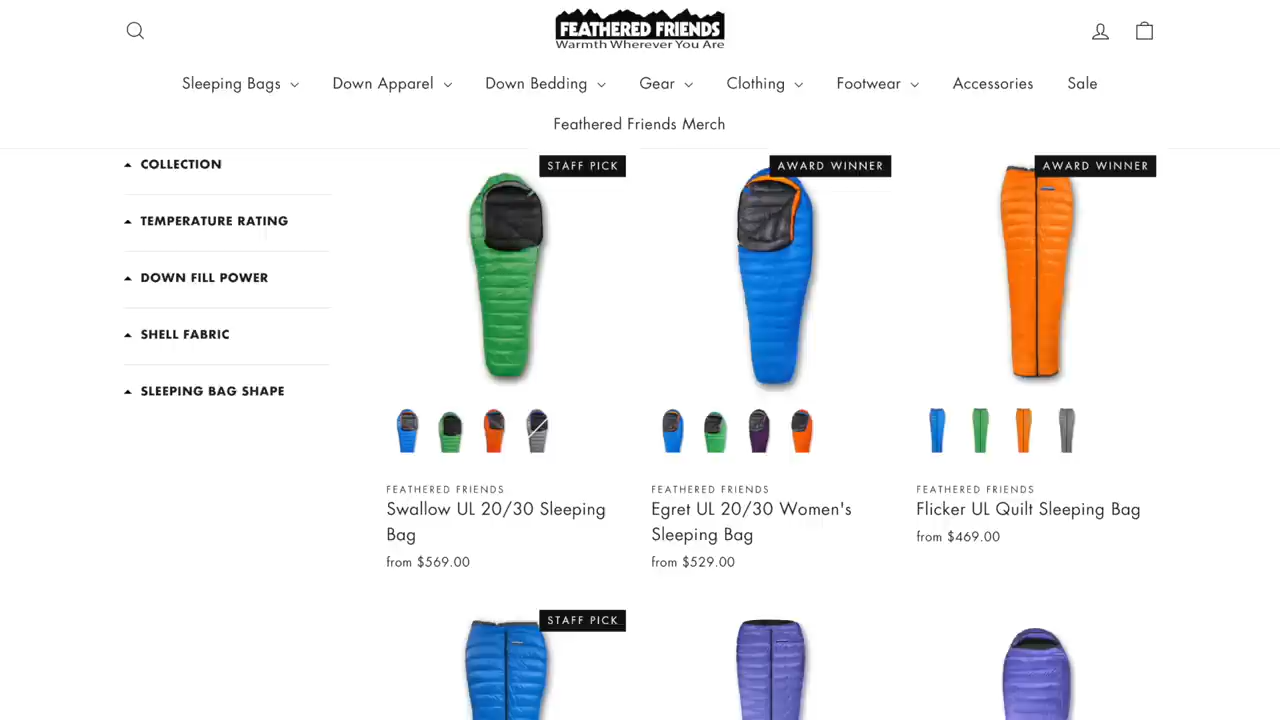 FEATHERED FRIENDS
Warmth Wherever You Are
Sleeping Bags
Down Apparel
Down Bedding
Gear
Clothing
Footwear
Accessories
Sale
Feathered Friends Merch
COLLECTION
TEMPERATURE RATING
DOWN FILL POWER
SHELL FABRIC
SLEEPING BAG SHAPE
STAFF PICK
FEATHERED FRIENDS
Swallow UL 20/30 Sleeping
Bag
from $569.00
AWARD WINNER
FEATHERED FRIENDS
Egret UL 20/30 Women's
Sleeping Bag
from $529.00
AWARD WINNER
FEATHERED FRIENDS
Flicker UL Quilt Sleeping Bag
from $469.00
STAFF PICK